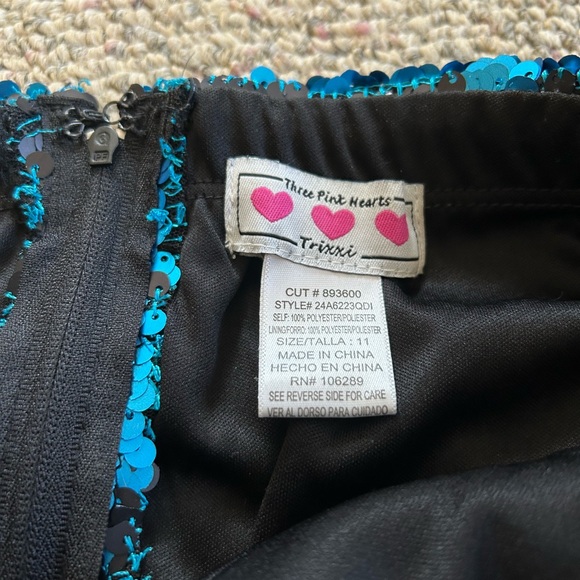 Three Pink Hearts
Trixxi
CUT # 893600
STYLE# 24A6223QDI
SELF: 100% POLYESTER/POLIESTER
LINING/FORRO: 100% POLYESTER/POLIESTER
SIZE/TALLA : 11
MADE IN CHINA
HECHO EN CHINA
RN# 106289
SEE REVERSE SIDE FOR CARE
VER AL DORSO PARA CUIDADO